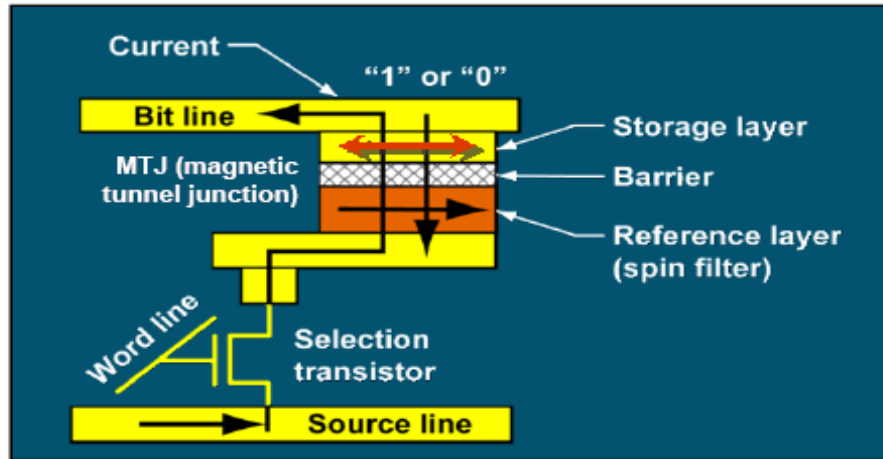 Current
“1” or “0”
Bit line
Storage layer
MTJ (magnetic
tunnel junction)
Barrier
Reference layer
(spin filter)
Word line
Selection
transistor
Source line